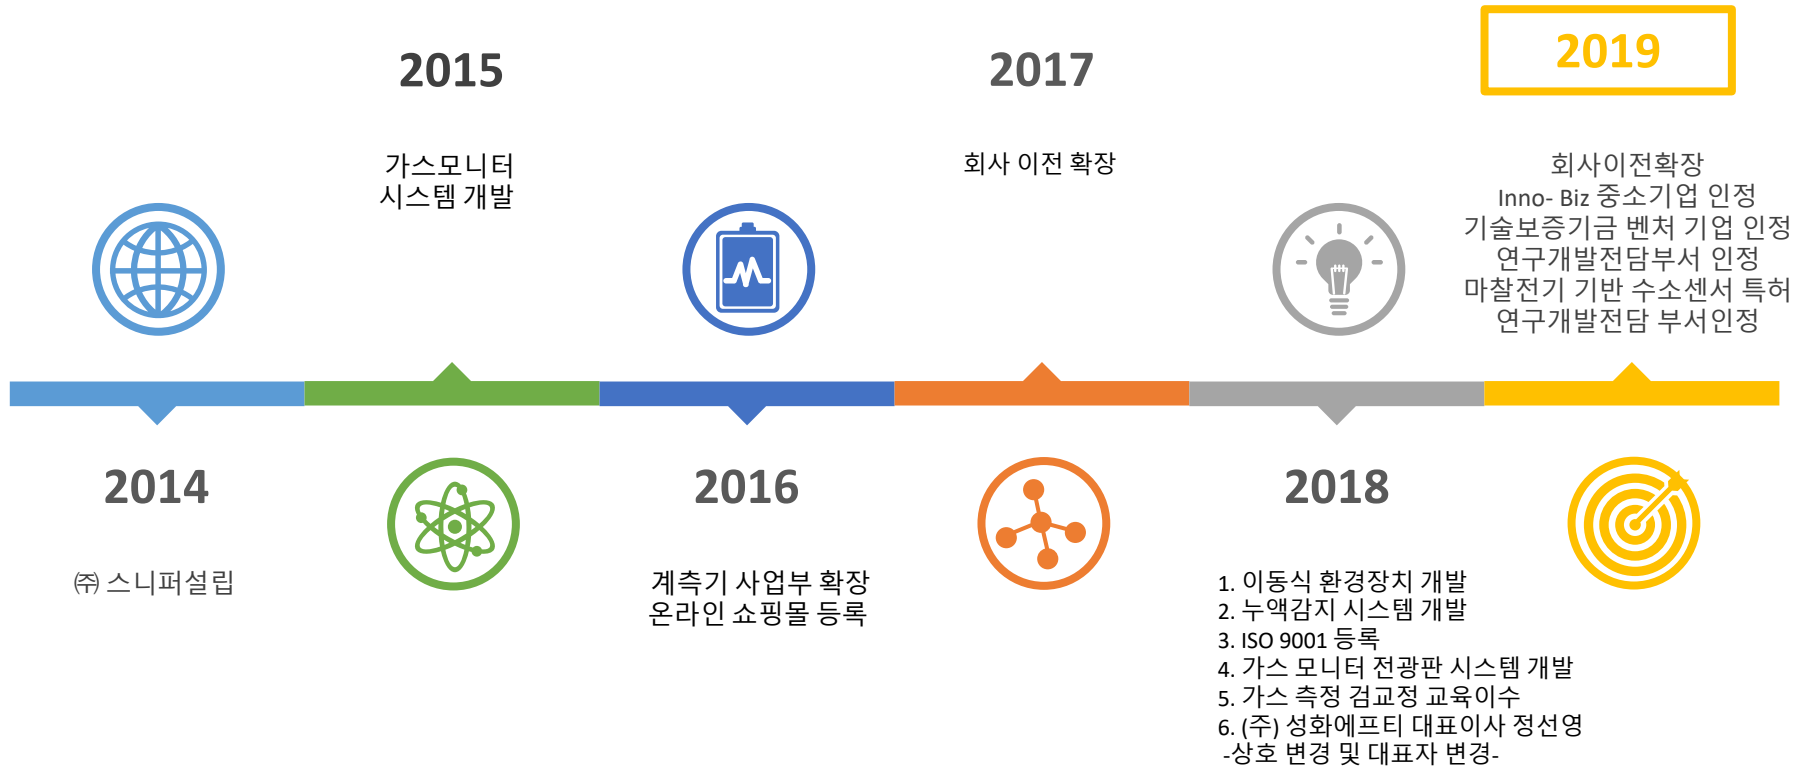 2015
가스모니터
시스템 개발
2017
회사 이전 확장
2019
회사이전확장
Inno- Biz 중소기업 인정
기술보증기금 벤처 기업 인정
연구개발전담부서 인정
마찰전기 기반 수소센서 특허
연구개발전담 부서인정
2014
㈜ 스니퍼설립
2016
계측기 사업부 확장
온라인 쇼핑몰 등록
2018
1. 이동식 환경장치 개발
2. 누액감지 시스템 개발
3. ISO 9001 등록
4. 가스 모니터 전광판 시스템 개발
5. 가스 측정 검교정 교육이수
6. (주) 성화에프티 대표이사 정선영
-상호 변경 및 대표자 변경-